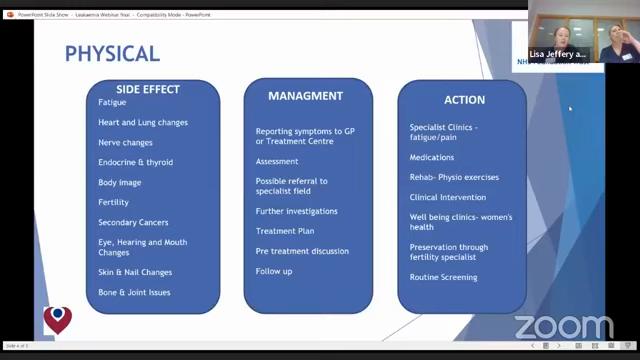 PowerPoint Slide Show - Leukaemia Webinar final - Compatibility Mode - PowerPoint
Lisa Jeffery a...
PHYSICAL
SIDE EFFECT
Fatigue
Heart and Lung changes
Nerve changes
Endocrine & thyroid
Body image
Fertility
Secondary Cancers
Eye, Hearing and Mouth
Changes
Skin & Nail Changes
Bone & Joint Issues
MANAGMENT
Reporting symptoms to GP
or Treatment Centre
Assessment
Possible referral to
specialist field
Further investigations
Treatment Plan
Pre treatment discussion
Follow up
ACTION
Specialist Clinics -
fatigue/pain
Medications
Rehab- Physio exercises
Clinical Intervention
Well being clinics- women's
health
Preservation through
fertility specialist
Routine Screening
zoom